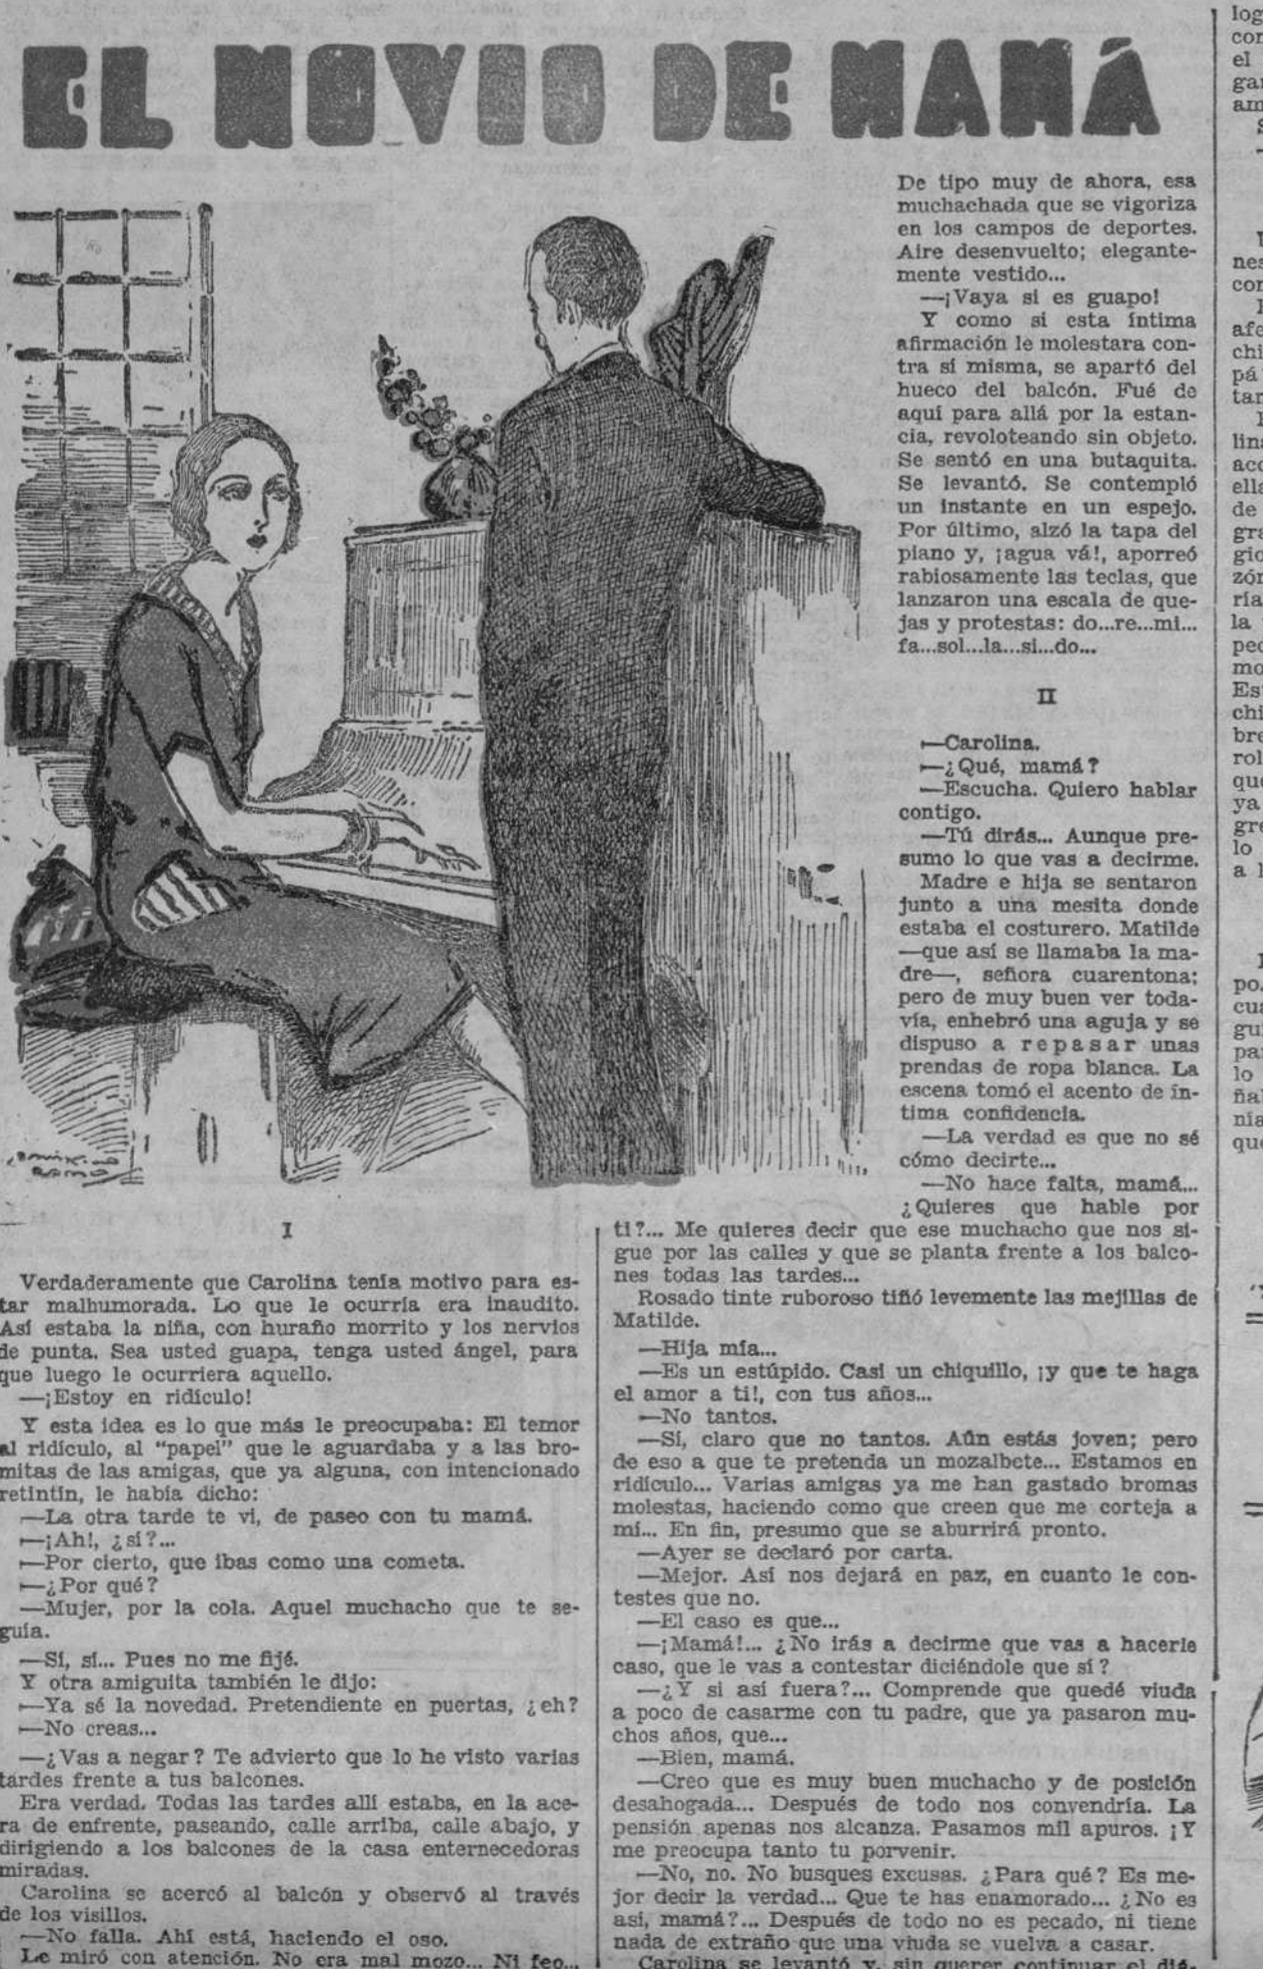 EL NOVIO DE MAMÁ
I
Verdaderamente que Carolina tenía motivo para es-
tar malhumorada. Lo que le ocurría era inaudito.
Así estaba la niña, con huraño morrito y los nervios
de punta. Sea usted guapa, tenga usted ángel, para
que luego le ocurriera aquello.
—¡Estoy en ridículo!
Y esta idea es lo que más le preocupaba: El temor
al ridículo, al "papel" que le aguardaba y a las bro-
mitas de las amigas, que ya alguna, con intencionado
retintín, le había dicho:
—La otra tarde te vi, de paseo con tu mamá.
—¡Ah!, ¿sí?...
—Por cierto, que ibas como una cometa.
—¿Por qué?
—Mujer, por la cola. Aquel muchacho que te se-
guía.
—Sí, sí... Pues no me fijé.
Y otra amiguita también le dijo:
—Ya sé la novedad. Pretendiente en puertas, ¿eh?
—No creas...
—¿Vas a negar? Te advierto que lo he visto varias
tardes frente a tus balcones.
Era verdad. Todas las tardes allí estaba, en la ace-
ra de enfrente, paseando, calle arriba, calle abajo, y
dirigiendo a los balcones de la casa enternecedoras
miradas.
Carolina se acercó al balcón y observó al través
de los visillos.
—No falla. Ahí está, haciendo el oso.
Le miró con atención. No era mal mozo... Ni feo...
De tipo muy de ahora, esa
muchachada que se vigoriza
en los campos de deportes.
Aire desenvuelto; elegante-
mente vestido...
—¡Vaya si es guapo!
Y como si esta íntima
afirmación le molestara con-
tra sí misma, se apartó del
hueco del balcón. Fué de
aquí para allá por la estan-
cia, revoloteando sin objeto.
Se sentó en una butaquita.
Se levantó. Se contempló
un instante en un espejo.
Por último, alzó la tapa del
piano y, ¡agua vá!, aporreó
rabiosamente las teclas, que
lanzaron una escala de que-
jas y protestas: do...re...mi...
fa...sol...la...si...do...
II
—Carolina.
—¿Qué, mamá?
—Escucha. Quiero hablar
contigo.
—Tú dirás... Aunque pre-
sumo lo que vas a decirme.
Madre e hija se sentaron
junto a una mesita donde
estaba el costurero. Matilde
—que así se llamaba la ma-
dre—, señora cuarentona;
pero de muy buen ver toda-
vía, enhebró una aguja y se
dispuso a repasar unas
prendas de ropa blanca. La
escena tomó el acento de ín-
tima confidencia.
—La verdad es que no sé
cómo decirte...
—No hace falta, mamá...
¿Quieres que hable por
ti?... Me quieres decir que ese muchacho que nos si-
gue por las calles y que se planta frente a los balco-
nes todas las tardes...
Rosado tinte ruboroso tiñó levemente las mejillas de
Matilde.
—Hija mía...
—Es un estúpido. Casi un chiquillo, ¡y que te haga
el amor a ti!, con tus años...
—No tantos.
—Sí, claro que no tantos. Aún estás joven; pero
de eso a que te pretenda un mozalbete... Estamos en
ridículo... Varias amigas ya me han gastado bromas
molestas, haciendo como que creen que me corteja a
mí... En fin, presumo que se aburrirá pronto.
—Ayer se declaró por carta.
—Mejor. Así nos dejará en paz, en cuanto le con-
testes que no.
—El caso es que...
—¡Mamá!... ¿No irás a decirme que vas a hacerle
caso, que le vas a contestar diciéndole que sí?
—¿Y si así fuera?... Comprende que quedé viuda
a poco de casarme con tu padre, que ya pasaron mu-
chos años, que...
—Bien, mamá.
—Creo que es muy buen muchacho y de posición
desahogada... Después de todo nos convendría. La
pensión apenas nos alcanza. Pasamos mil apuros. ¡Y
me preocupa tanto tu porvenir.
—No, no. No busques excusas. ¿Para qué? Es me-
jor decir la verdad... Que te has enamorado... ¿No es
así, mamá?... Después de todo no es pecado, ni tiene
nada de extraño que una viuda se vuelva a casar.
Carolina se levantó y, sin querer continuar el diá-